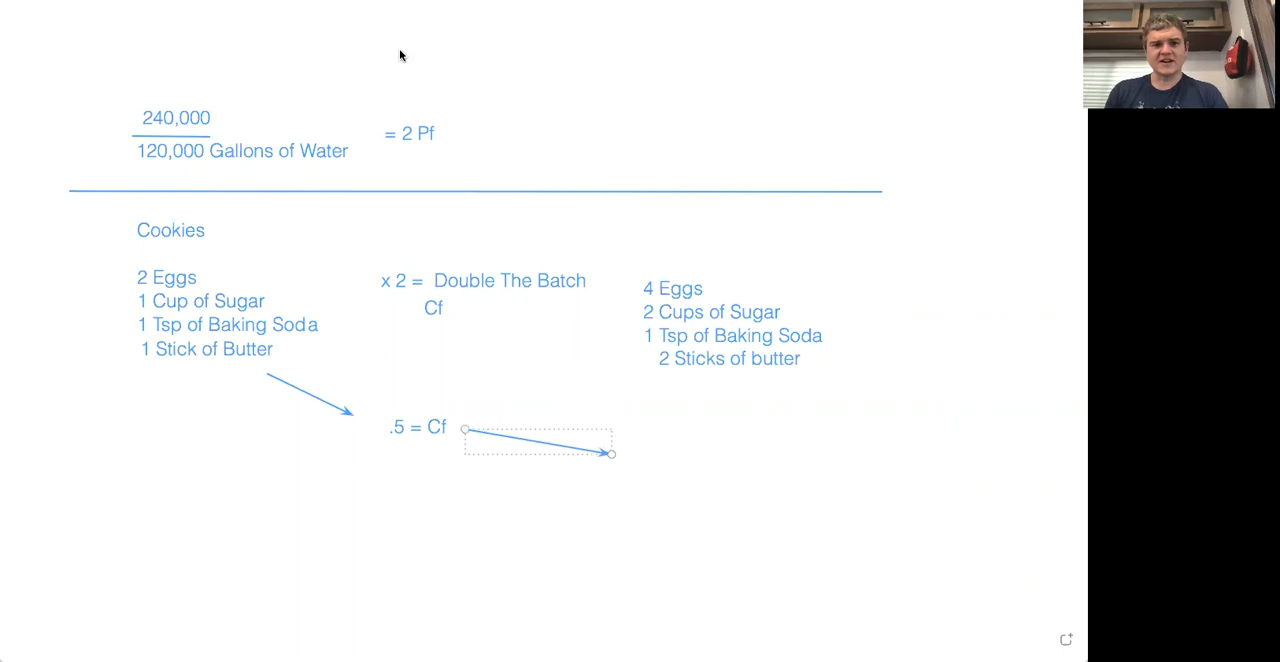 240,000
120,000 Gallons of Water
= 2 Pf
Cookies
2 Eggs
1 Cup of Sugar
1 Tsp of Baking Soda
1 Stick of Butter
x 2 = Double The Batch
Cf
4 Eggs
2 Cups of Sugar
1 Tsp of Baking Soda
2 Sticks of butter
.5 = Cf